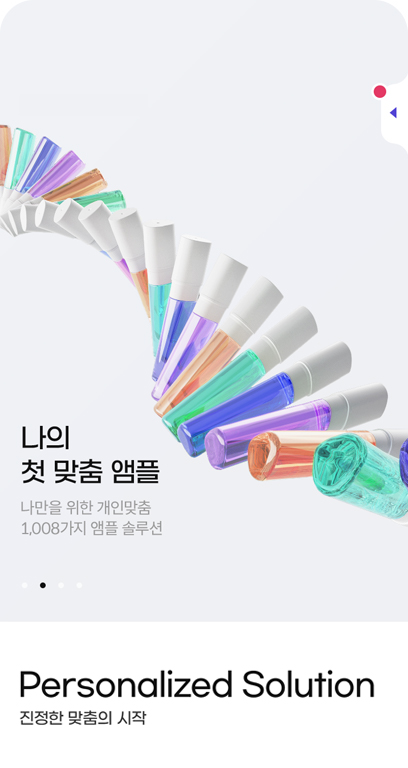 나의
첫 맞춤 앰플
나만을 위한 개인맞춤
1,008가지 앰플 솔루션
Personalized Solution
진정한 맞춤의 시작